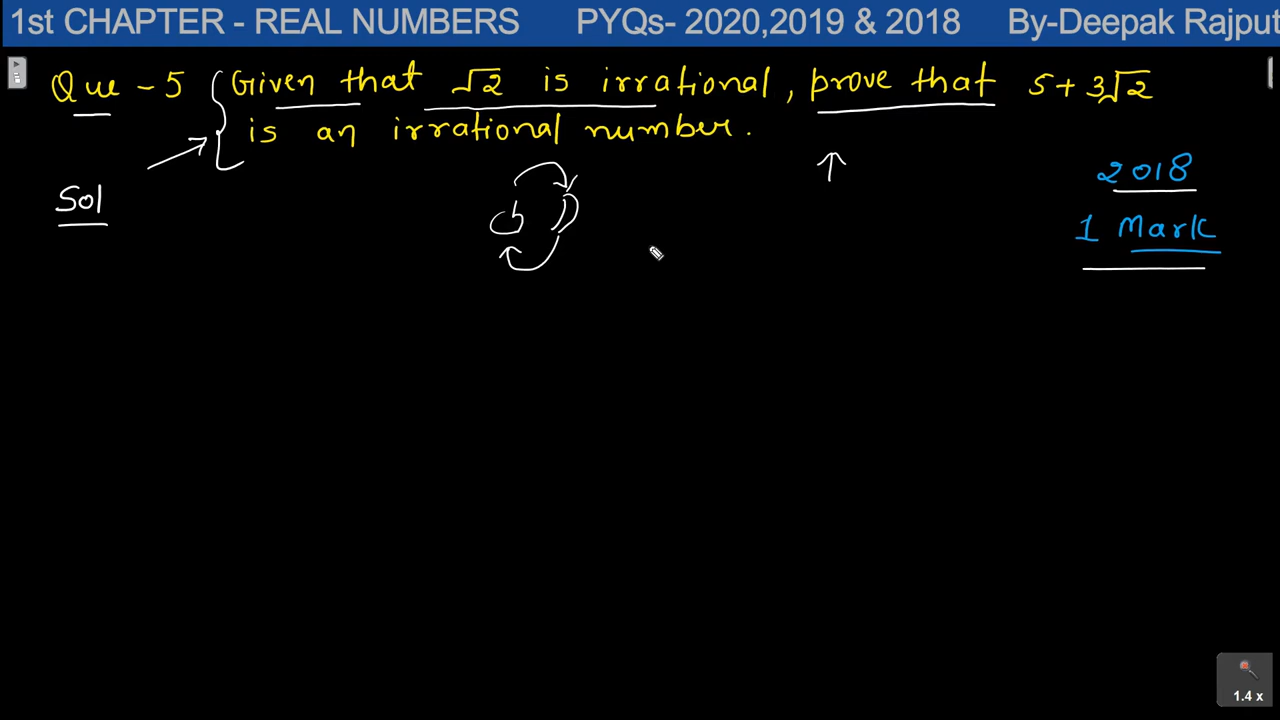 1st CHAPTER - REAL NUMBERS PYQs- 2020,2019 & 2018 By-Deepak Rajput
Que - 5 Given that √2 is irrational, prove that 5 + 3√2
is an irrational number.
2018
Sol
1 Mark
1.4 x